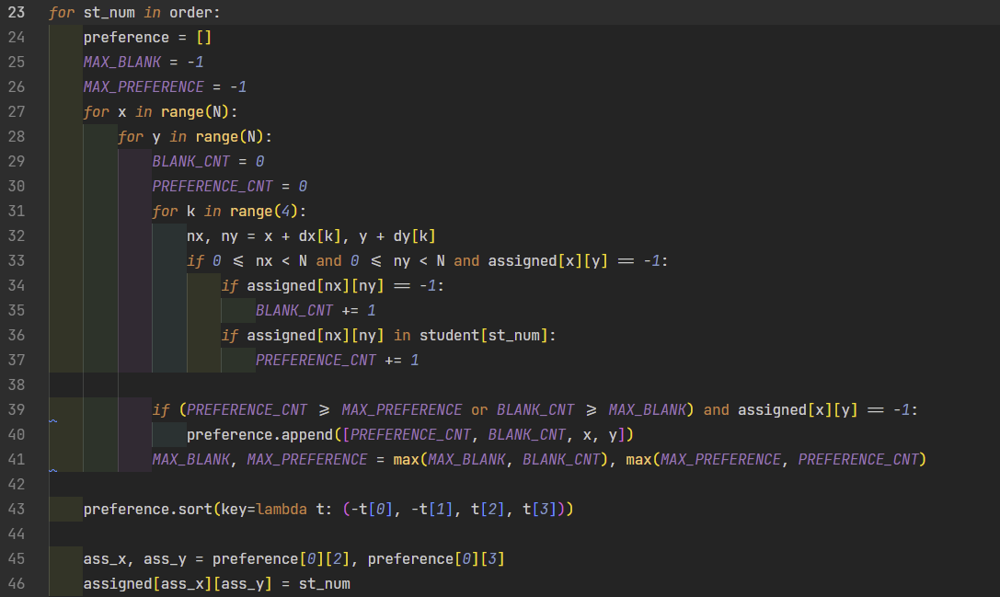 23 for st_num in order:
24     preference = []
25     MAX_BLANK = -1
26     MAX_PREFERENCE = -1
27     for x in range(N):
28         for y in range(N):
29             BLANK_CNT = 0
30             PREFERENCE_CNT = 0
31             for k in range(4):
32                 nx, ny = x + dx[k], y + dy[k]
33                 if 0 <= nx < N and 0 <= ny < N and assigned[x][y] == -1:
34                     if assigned[nx][ny] == -1:
35                         BLANK_CNT += 1
36                     if assigned[nx][ny] in student[st_num]:
37                         PREFERENCE_CNT += 1
38
39             if (PREFERENCE_CNT >= MAX_PREFERENCE or BLANK_CNT >= MAX_BLANK) and assigned[x][y] == -1:
40                 preference.append([PREFERENCE_CNT, BLANK_CNT, x, y])
41             MAX_BLANK, MAX_PREFERENCE = max(MAX_BLANK, BLANK_CNT), max(MAX_PREFERENCE, PREFERENCE_CNT)
42
43     preference.sort(key=lambda t: (-t[0], -t[1], t[2], t[3]))
44
45     ass_x, ass_y = preference[0][2], preference[0][3]
46     assigned[ass_x][ass_y] = st_num